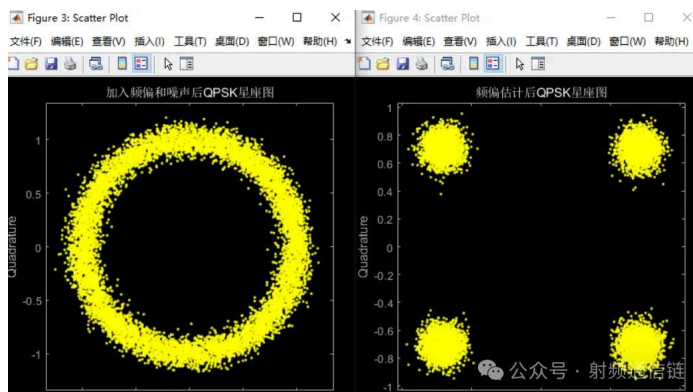 Figure 3: Scatter Plot
文件(F) 编辑(E) 查看(V) 插入(I) 工具(T) 桌面(D) 窗口(W) 帮助(H)
加入频偏和噪声后QPSK星座图
Quadrature
1
0.5
0
-0.5
-1
Figure 4: Scatter Plot
文件(F) 编辑(E) 查看(V) 插入(I) 工具(T) 桌面(D) 窗口(W) 帮助(H)
频偏估计后QPSK星座图
Quadrature
1
0.8
0.6
0.4
0.2
0
-0.2
-0.4
-0.6
-0.8
-1
公众号 · 射频通信链